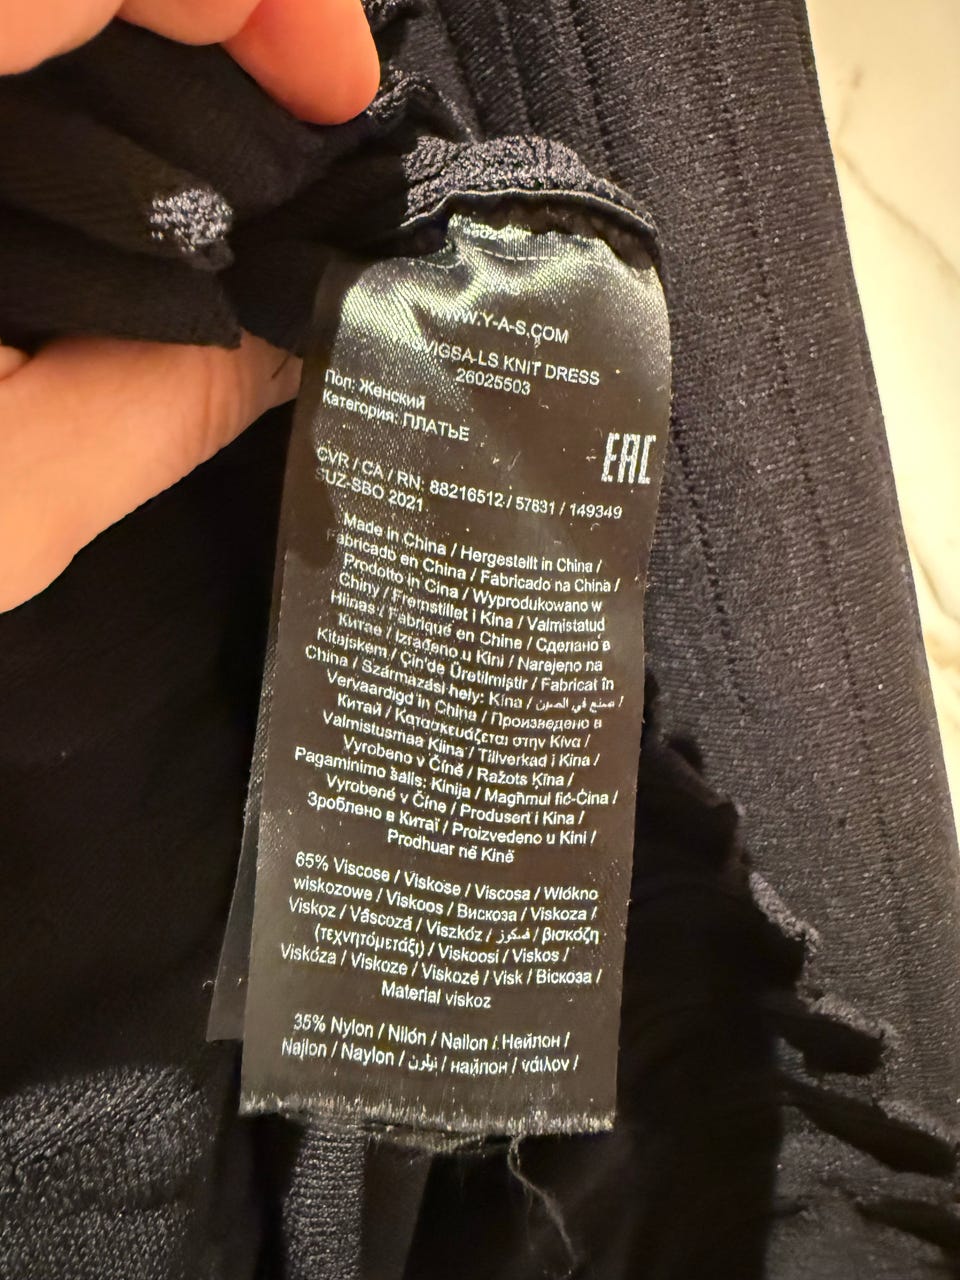 .Y-A-S.COM
LS KNIT DRESS
26025503
Пол: Женский
Категория: ПЛАТЬЕ
EAC
CVR / CA / RN: 88216512 / 57831 / 149349
SUZ-SBO 2021
Made in China / Hergestellt in China /
Fabricado en China / Fabricado na China /
Prodotto in Cina / Wyprodukowano w
Chiny / Fremstillet i Kina / Valmistatud
Hiinas / Fabriqué en Chine / Сделано в
Китае / Izrađeno u Kini / Narejeno na
Kitajskem / Çin'de Üretilmiştir / Fabricat în
China / Származási hely: Kína / صنع في الصين /
Vervaardigd in China / Произведено в
Китай / Κατασκευάζεται στην Κίνα /
Valmistusmaa Kiina / Tillverkad i Kina /
Vyrobeno v Číně / Ražots Ķīnā /
Pagaminimo šalis: Kinija / Magħmul fiċ-Ċina /
Vyrobené v Číne / Produsert i Kina /
Зроблено в Китаї / Proizvedeno u Kini /
Prodhuar në Kinë
65% Viscose / Viskose / Viscosa / Włókno
wiskozowe / Viskoos / Вискоза / Viskoza /
Viskoz / Vâscoză / Viszkóz / فسكوز / βισκόζη
(τεχνητόμετάξι) / Viskoosi / Viskos /
Viskóza / Viskoze / Viskozė / Visk / Віскоза /
Material viskoz
35% Nylon / Nilón / Nailon / Нейлон /
Najlon / Naylon / نيلون / найлон / νάιλον /